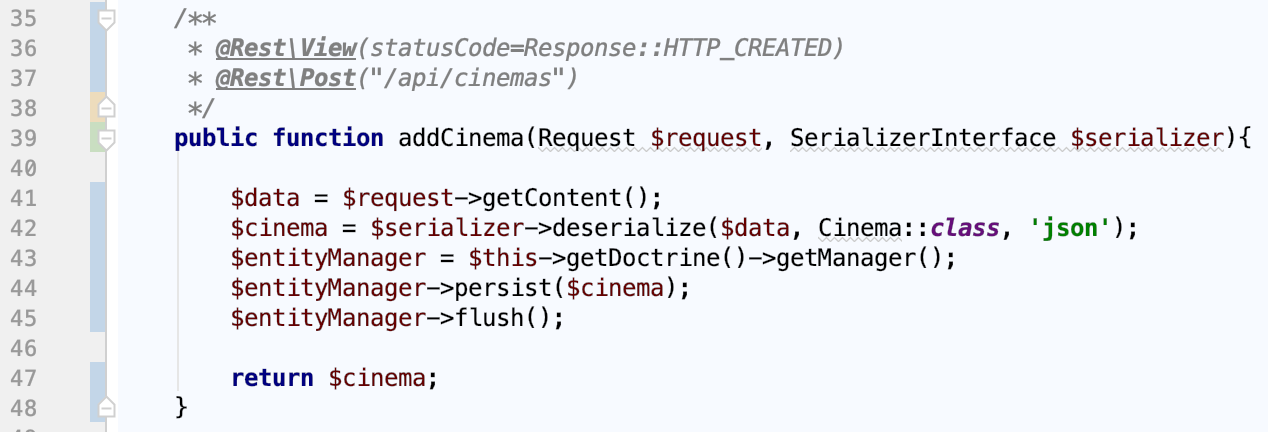 35 /**
36 * @Rest\View(statusCode=Response::HTTP_CREATED)
37 * @Rest\Post("/api/cinemas")
38 */
39 public function addCinema(Request $request, SerializerInterface $serializer){
40
41 $data = $request->getContent();
42 $cinema = $serializer->deserialize($data, Cinema::class, 'json');
43 $entityManager = $this->getDoctrine()->getManager();
44 $entityManager->persist($cinema);
45 $entityManager->flush();
46
47 return $cinema;
48 }